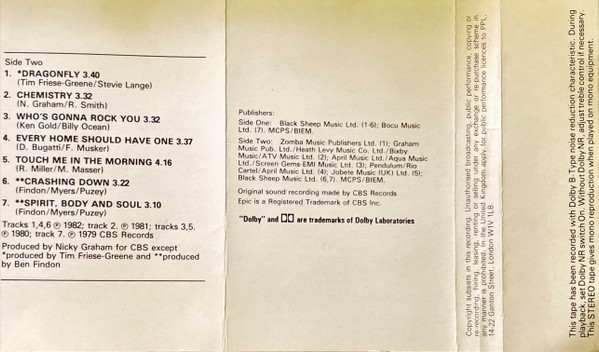 Side Two
1. *DRAGONFLY 3.40
(Tim Friese-Greene/Stevie Lange)
2. CHEMISTRY 3.32
(N. Graham/R. Smith)
3. WHO'S GONNA ROCK YOU 3.32
(Ken Gold/Billy Ocean)
4. EVERY HOME SHOULD HAVE ONE 3.37
(D. Bugatti/F. Musker)
5. TOUCH ME IN THE MORNING 4.16
(R. Miller/M. Masser)
6. **CRASHING DOWN 3.22
(Findon/Myers/Puzey)
7. **SPIRIT, BODY AND SOUL 3.10
(Findon/Myers/Puzey)
Tracks 1,4,6 ℗ 1982; track 2. ℗ 1981; tracks 3,5.
℗ 1980; track 7. ℗ 1979 CBS Records
Produced by Nicky Graham for CBS except
*produced by Tim Friese-Greene and **produced
by Ben Findon
Publishers:
Side One: Black Sheep Music Ltd. (1-6); Bocu Music
Ltd. (7). MCPS/BIEM.
Side Two: Zomba Music Publishers Ltd. (1); Graham
Music Pub. Ltd./Heath Levy Music Co. Ltd./Bixby
Music/ATV Music Ltd. (2); April Music Ltd./Aqua Music
Ltd./Screen Gems-EMI Music Ltd. (3); Pendulum/Rio
Cartel/April Music Ltd. (4); Jobete Music (UK) Ltd. (5);
Black Sheep Music Ltd. (6,7). MCPS/BIEM.
Original sound recording made by CBS Records
Epic is a Registered Trademark of CBS Inc.
"Dolby" and are trademarks of Dolby Laboratories
Copyright subsists in this recording. Unauthorised broadcasting, public performance, copying or
re-recording, hiring, leasing, renting or selling under any exchange or re-purchase scheme in
any manner is prohibited. In the United Kingdom apply for public performance licences to PPL,
14-22 Ganton Street, London W1V 1LB.
This tape has been recorded with Dolby B Type noise reduction characteristic. During
playback, set Dolby NR switch On. Without Dolby NR, adjust treble control if necessary.
This STEREO tape gives mono reproduction when played on mono equipment.